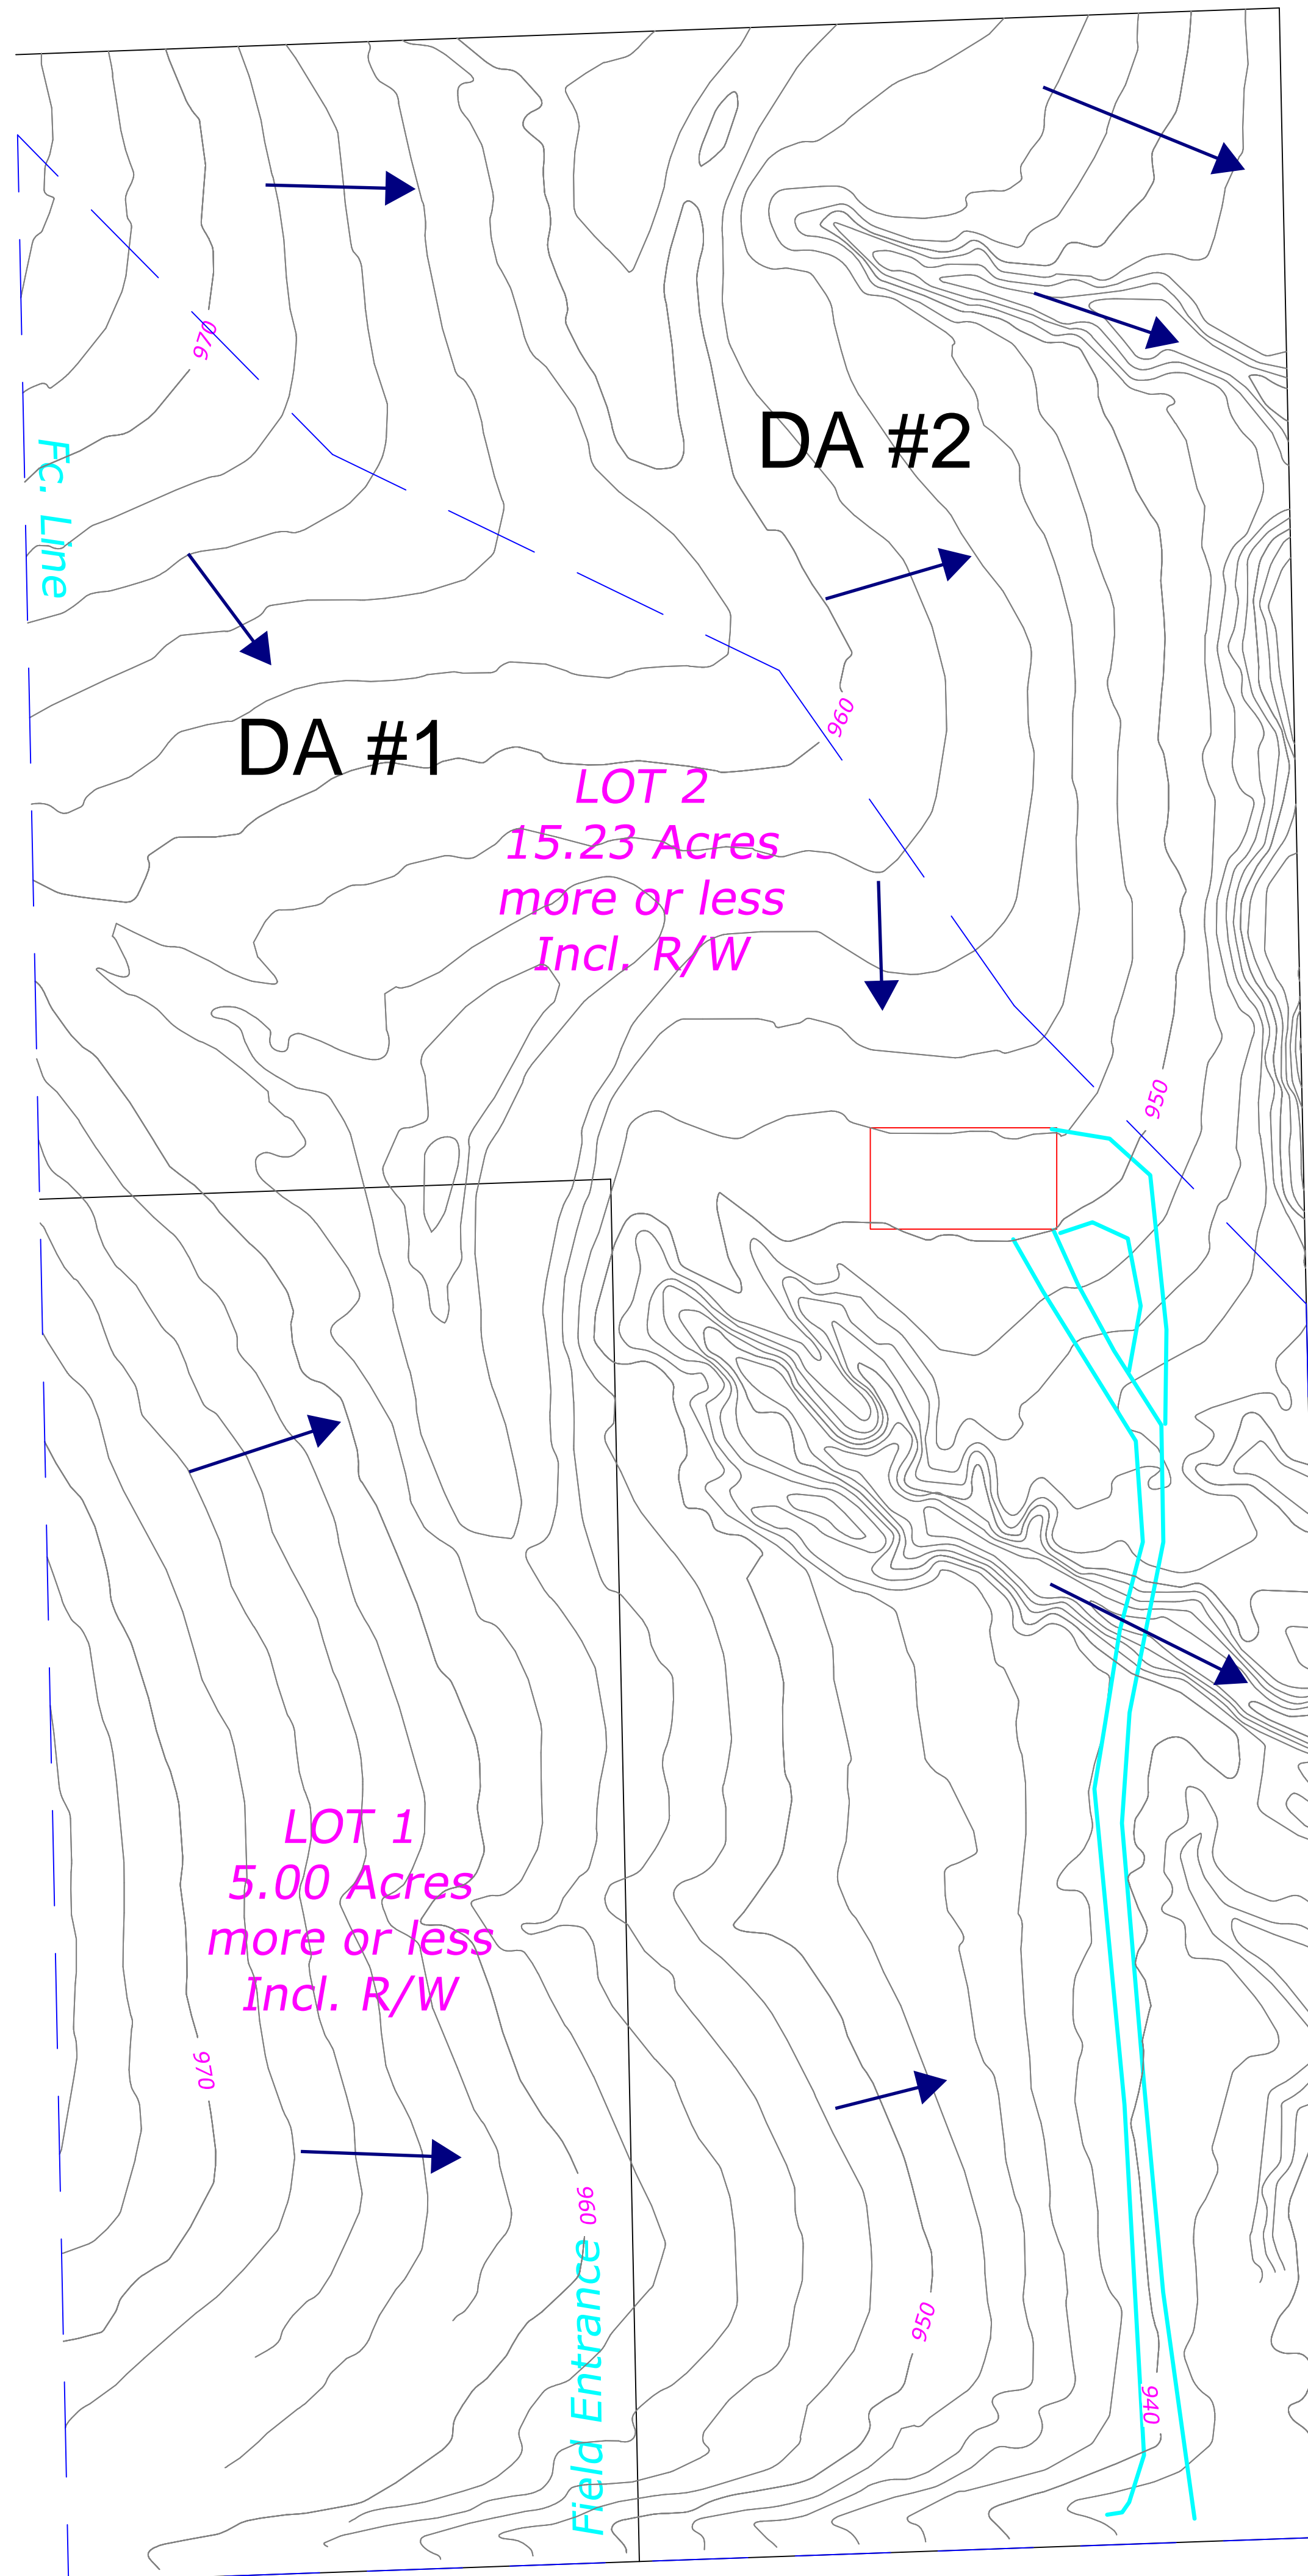 970
Fc. Line
DA #2
DA #1
960
LOT 2
15.23 Acres
more or less
Incl. R/W
950
LOT 1
5.00 Acres
more or less
Incl. R/W
970
960
Field Entrance
950
940